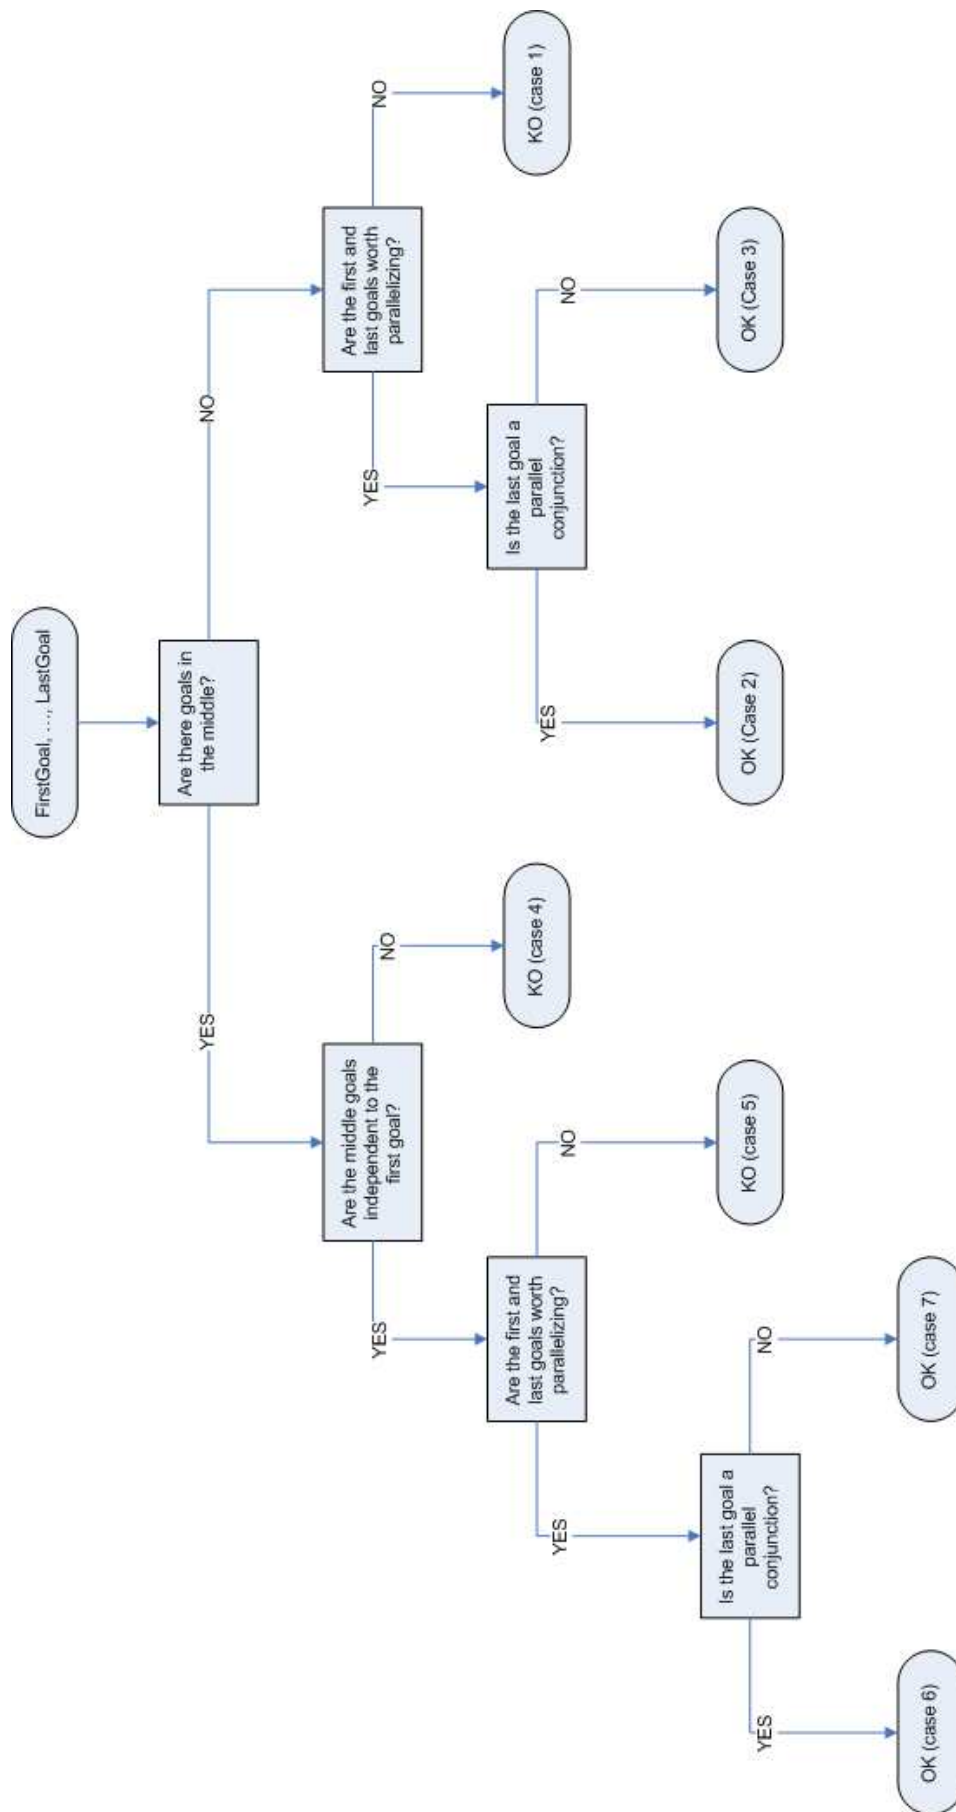 FirstGoal, …, LastGoal
Are there goals in
the middle?
YES
NO
Are the middle goals
independent to the
first goal?
Are the first and
last goals worth
parallelizing?
YES
NO
YES
NO
Are the first and
last goals worth
parallelizing?
KO (case 4)
Is the last goal a
parallel
conjunction?
KO (case 1)
YES
NO
YES
NO
Is the last goal a
parallel
conjunction?
KO (case 5)
OK (Case 2)
OK (Case 3)
YES
NO
OK (case 6)
OK (case 7)